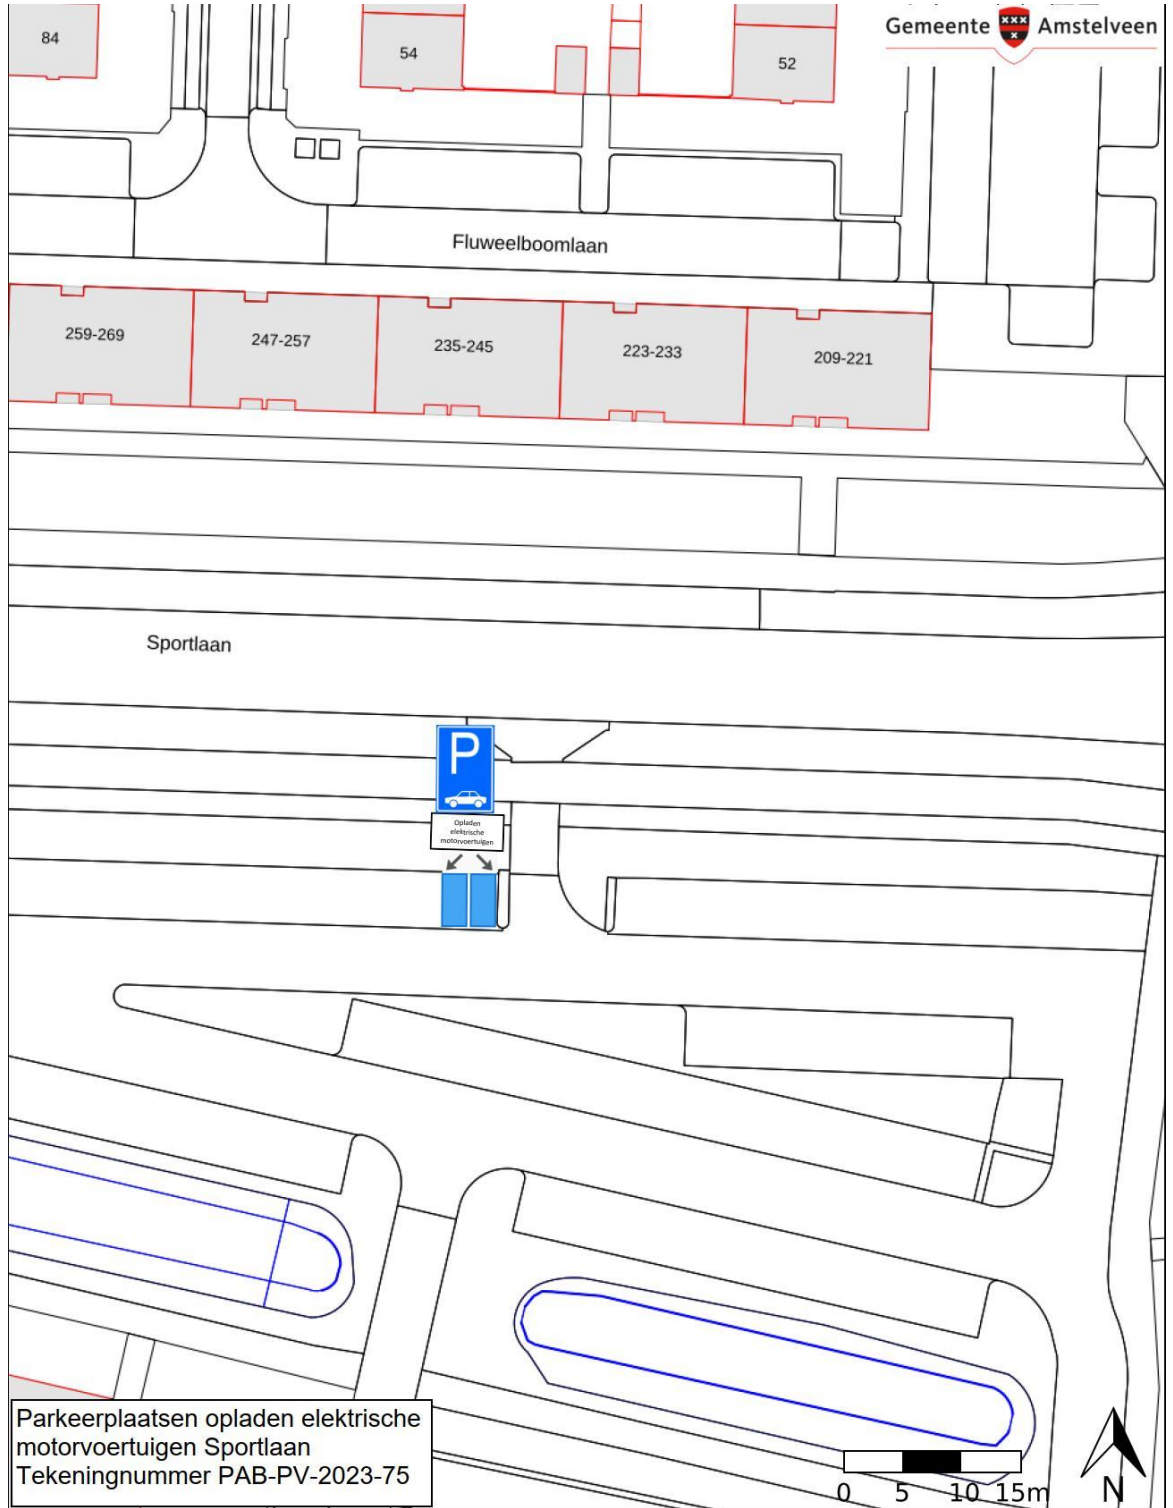 Gemeente Amstelveen
84
54
52
Fluweelboomlaan
259-269
247-257
235-245
223-233
209-221
Sportlaan
P
Opladen
elektrische
motorvoertuigen
Parkeerplaatsen opladen elektrische
motorvoertuigen Sportlaan
Tekeningnummer PAB-PV-2023-75
0 5 10 15m
N